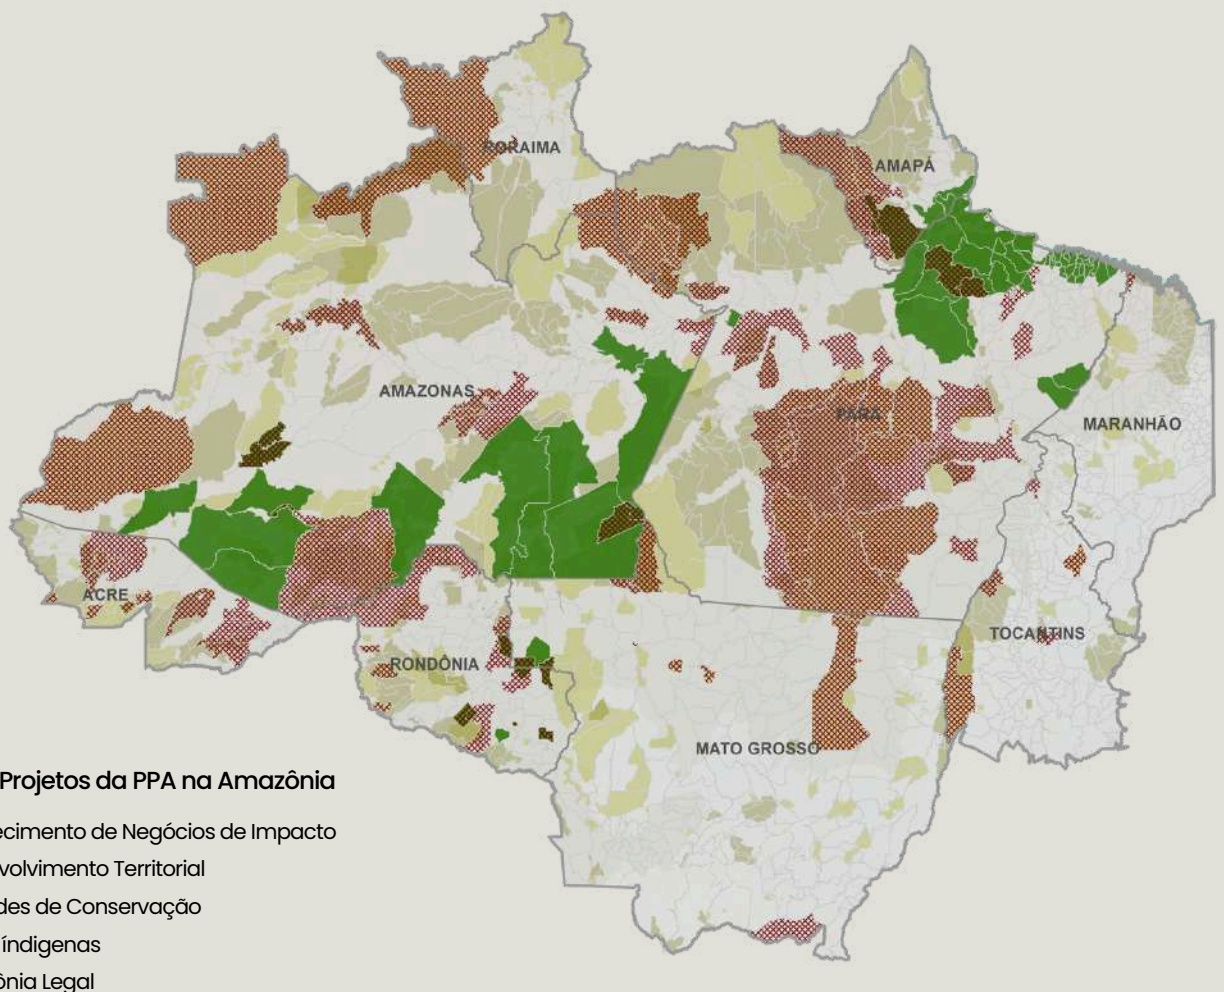 RORAIMA
AMAPÁ
AMAZONAS
PARÁ
MARANHÃO
ACRE
TOCANTINS
RONDÔNIA
MATO GROSSO
Projetos da PPA na Amazônia
ecimento de Negócios de Impacto
volvimento Territorial
des de Conservação
índigenas
ônia Legal